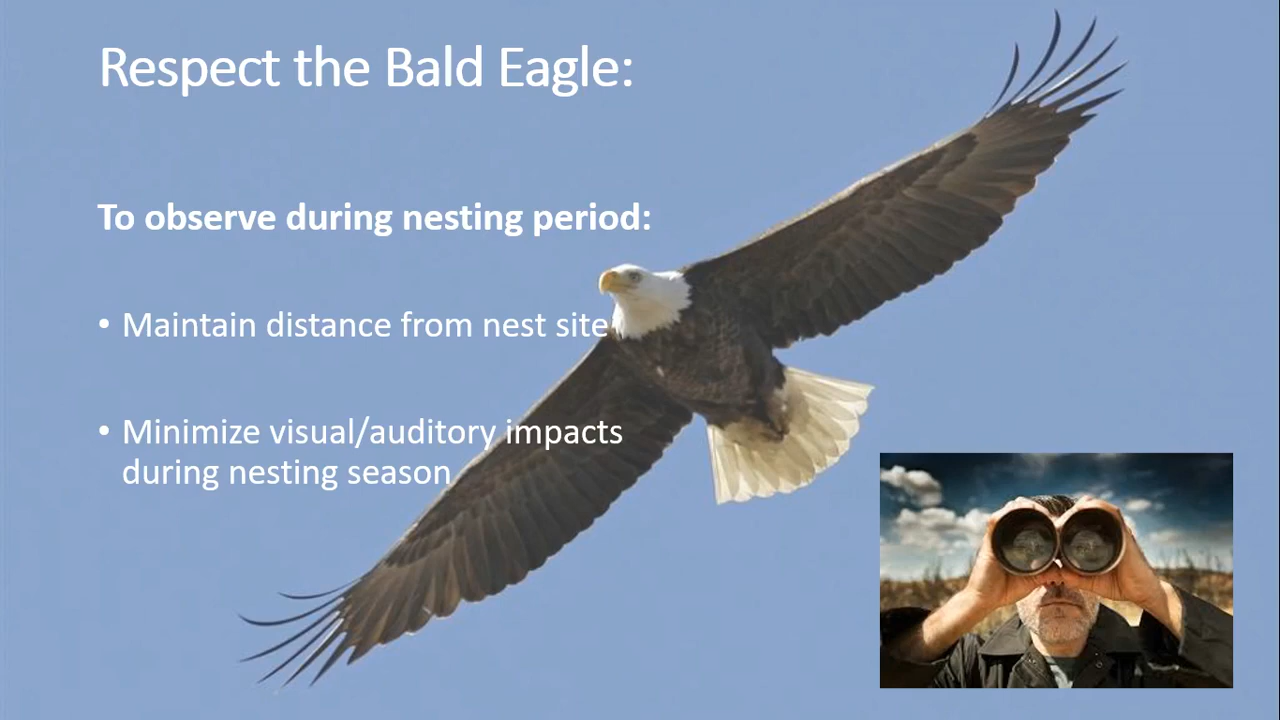 Respect the Bald Eagle:
To observe during nesting period:
• Maintain distance from nest site
• Minimize visual/auditory impacts
during nesting season